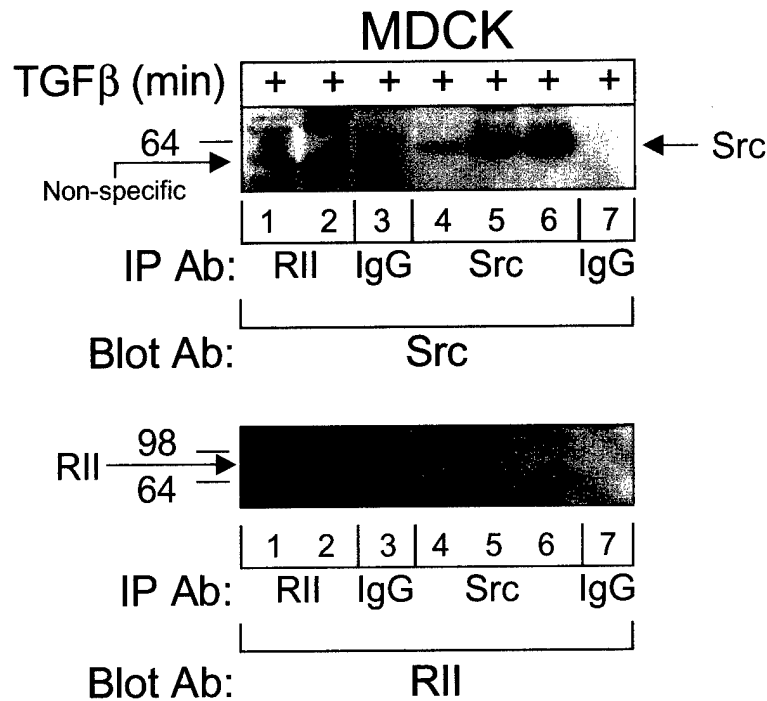 MDCK
TGFβ (min) + + + + + + +
64
Src
Non-specific
1 2 3 4 5 6 7
IP Ab: RII IgG Src IgG
Blot Ab: Src
98
RII
64
1 2 3 4 5 6 7
IP Ab: RII IgG Src IgG
Blot Ab: RII